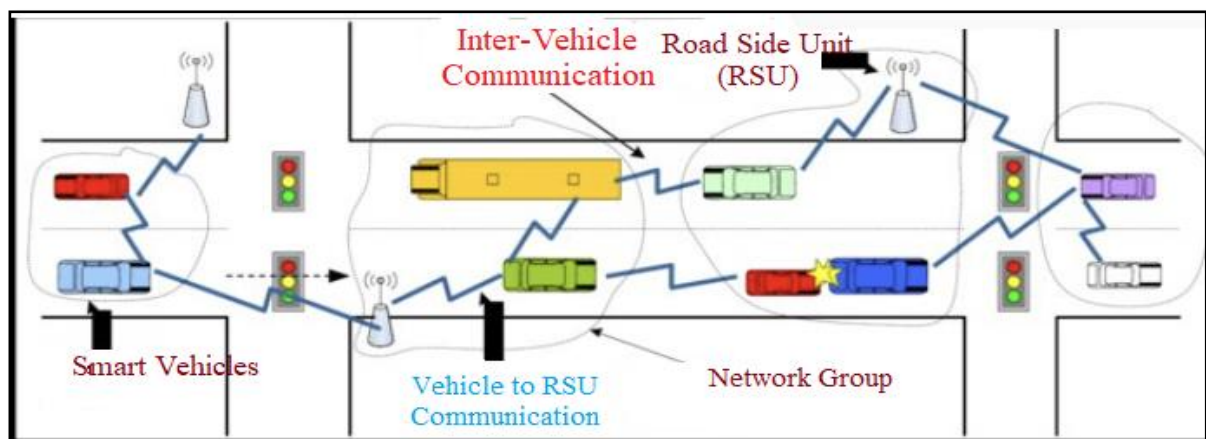 Inter-Vehicle
Communication
Road Side Unit
(RSU)
Smart Vehicles
Vehicle to RSU
Communication
Network Group